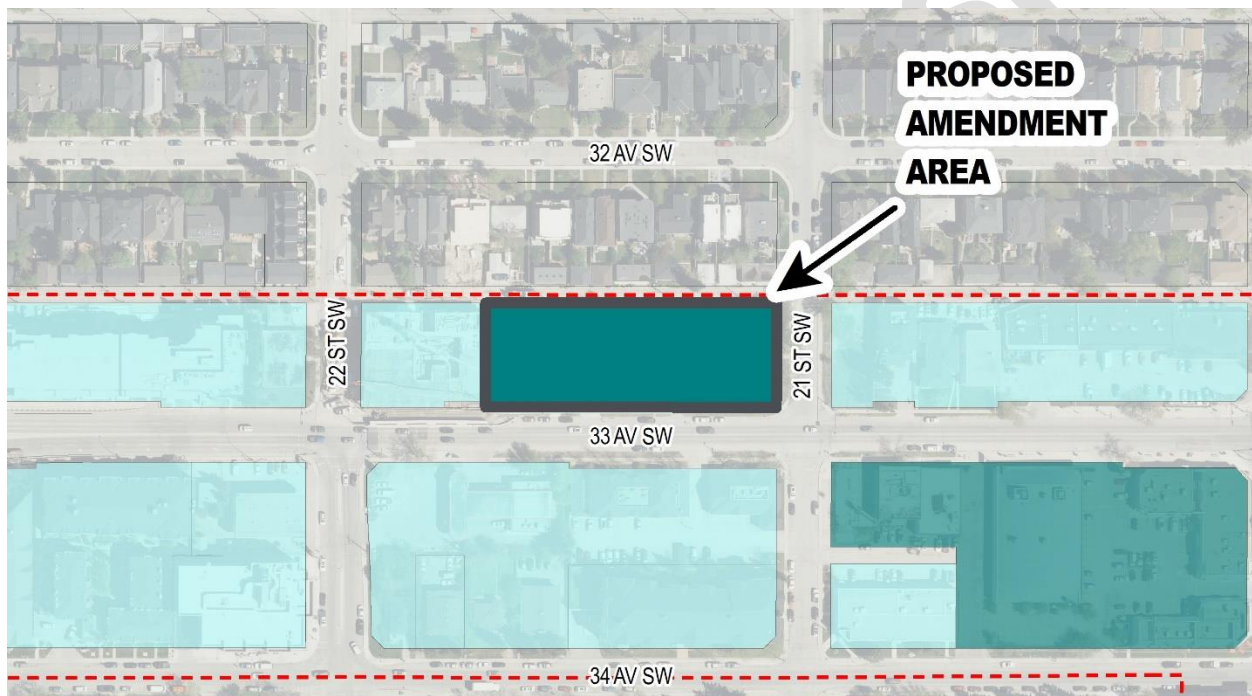 PROPOSED
AMENDMENT
AREA
32 AV SW
22 ST SW
21 ST SW
33 AV SW
34 AV SW